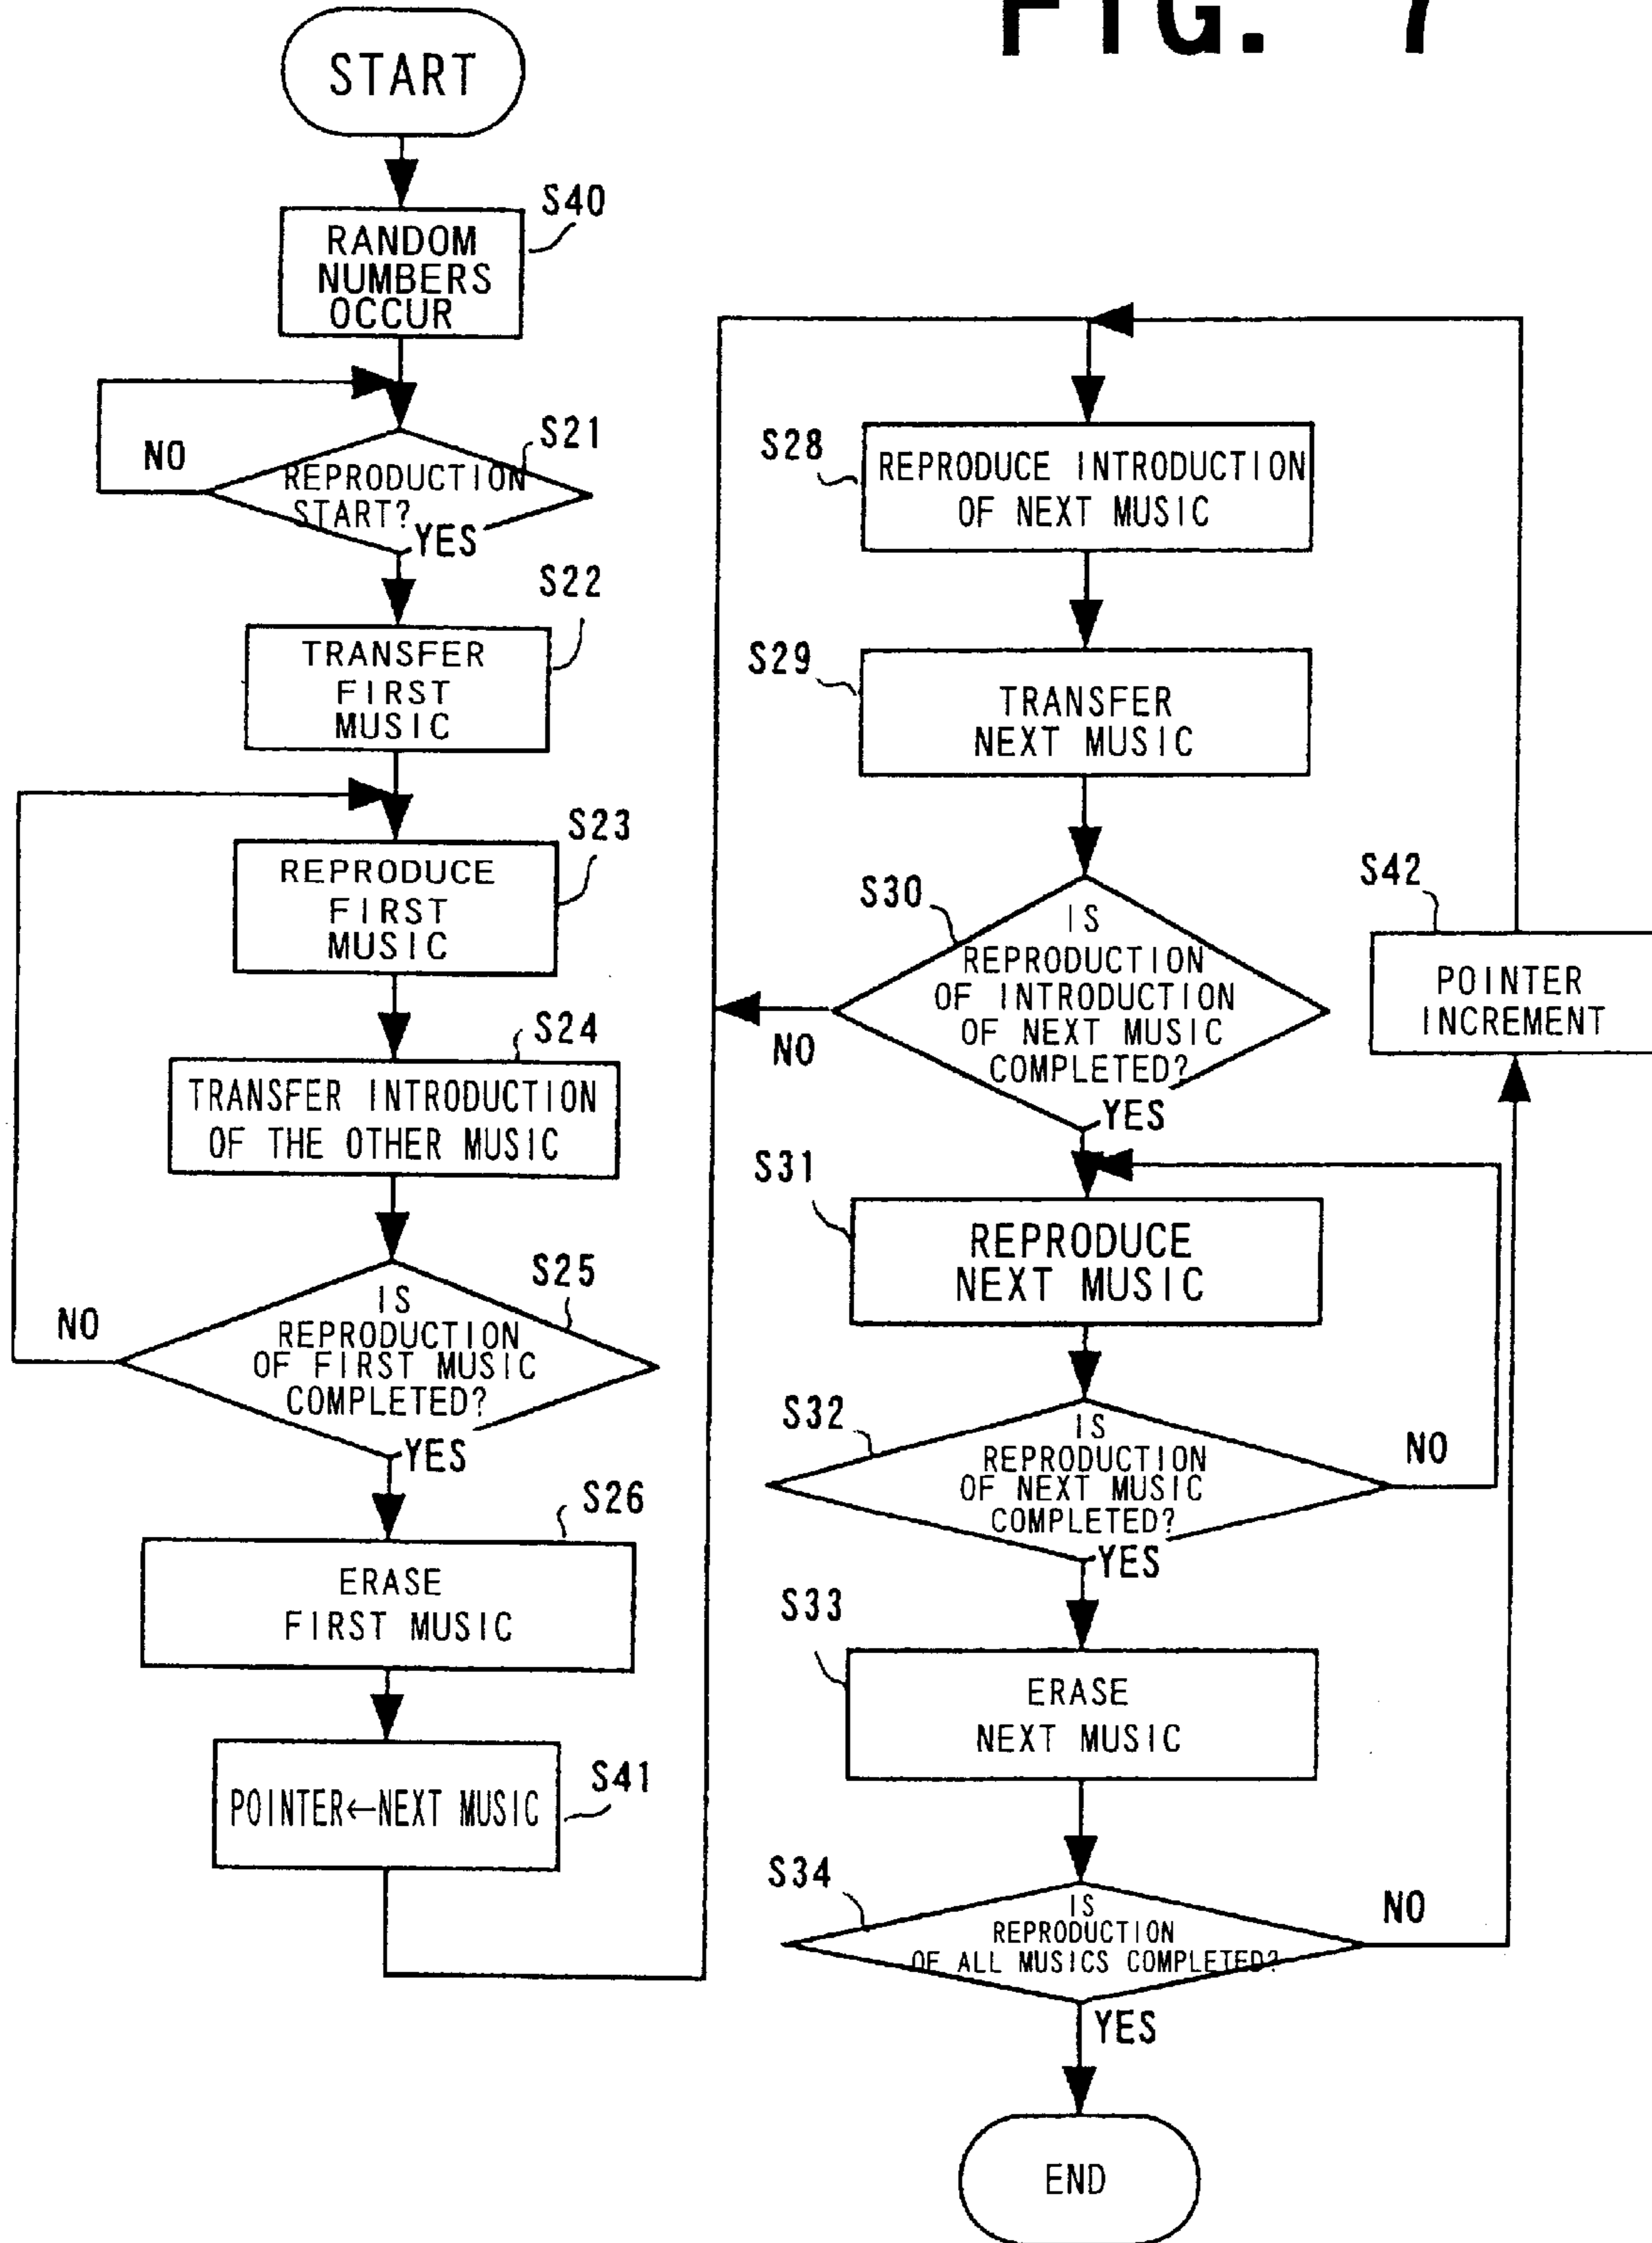 FIG. 7
START
S40
RANDOM
NUMBERS
OCCUR
S21
NO
REPRODUCTION
START?
YES
S22
TRANSFER
FIRST
MUSIC
S23
REPRODUCE
FIRST
MUSIC
S24
TRANSFER INTRODUCTION
OF THE OTHER MUSIC
S25
NO
IS
REPRODUCTION
OF FIRST MUSIC
COMPLETED?
YES
S26
ERASE
FIRST MUSIC
S41
POINTER←NEXT MUSIC
S28
REPRODUCE INTRODUCTION
OF NEXT MUSIC
S29
TRANSFER
NEXT MUSIC
S30
IS
REPRODUCTION
OF INTRODUCTION
OF NEXT MUSIC
COMPLETED?
NO
YES
S42
POINTER
INCREMENT
S31
REPRODUCE
NEXT MUSIC
S32
IS
REPRODUCTION
OF NEXT MUSIC
COMPLETED?
NO
YES
S33
ERASE
NEXT MUSIC
S34
IS
REPRODUCTION
OF ALL MUSICS COMPLETED?
NO
YES
END